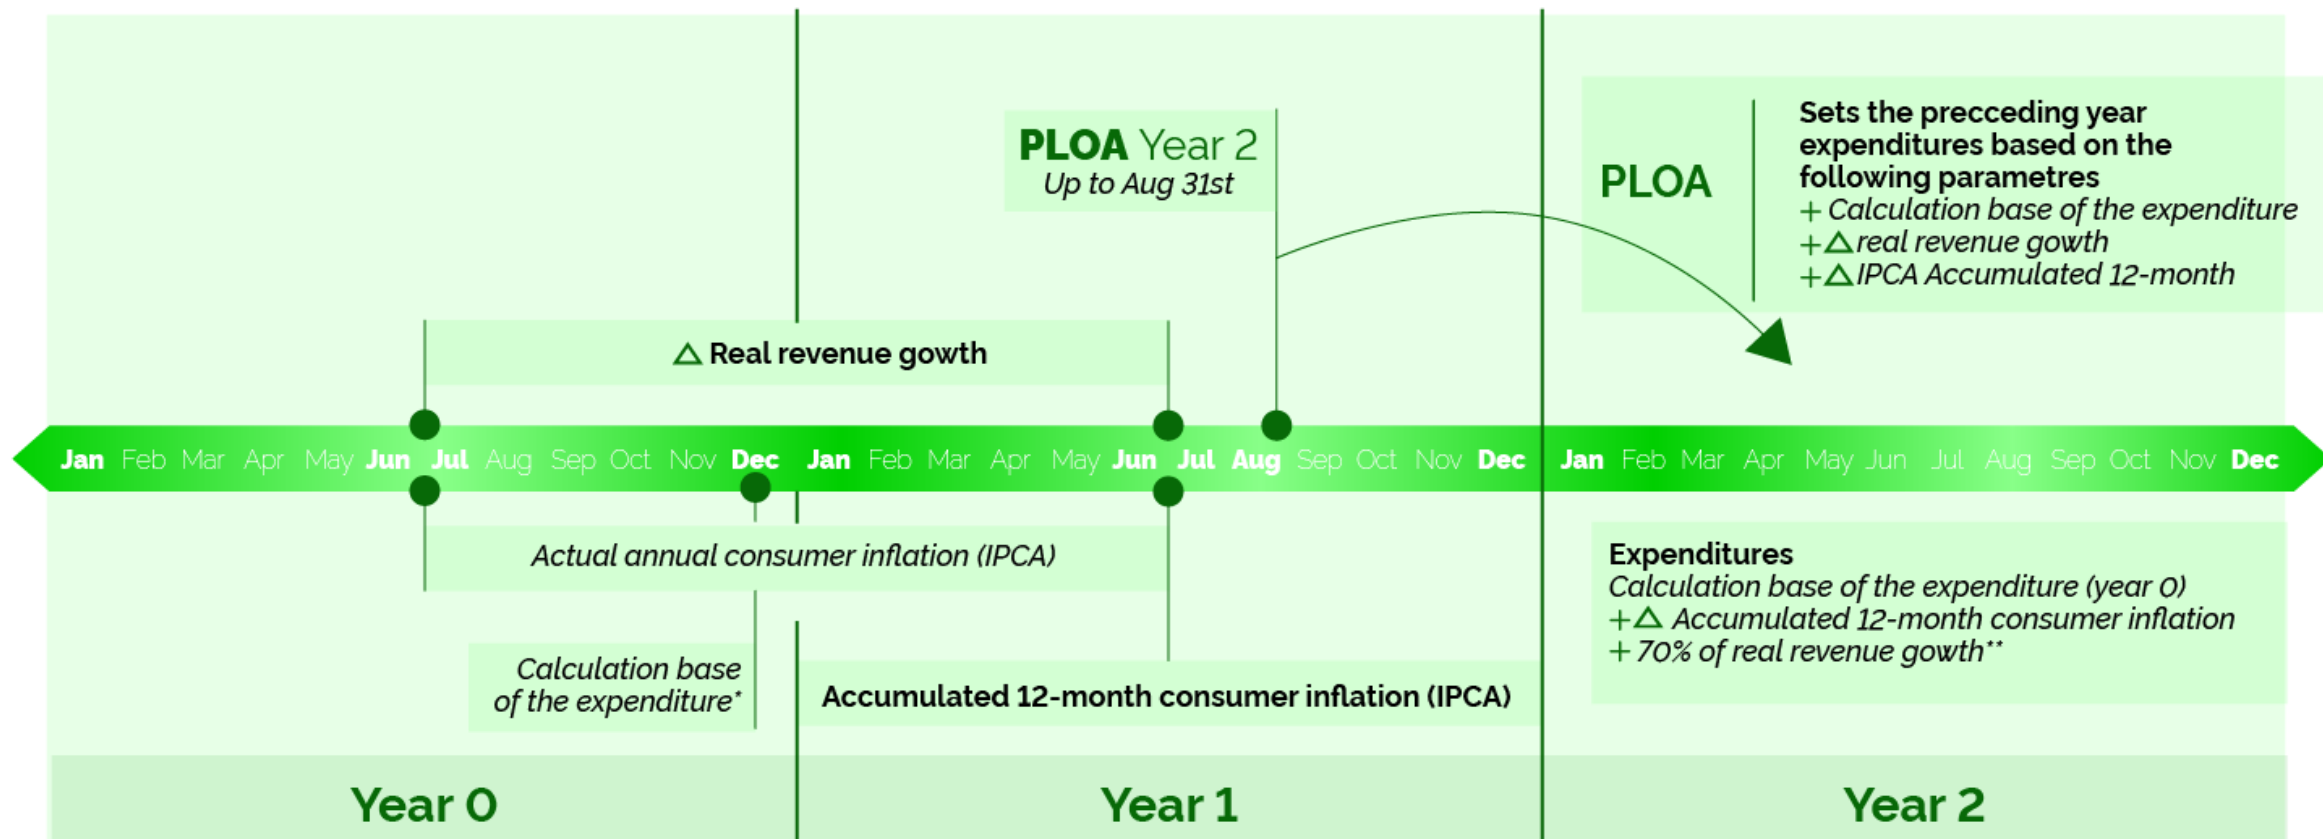 PLOA Year 2
Up to Aug 31st
PLOA
Sets the precceding year
expenditures based on the
following parametres
+ Calculation base of the expenditure
+△real revenue growth
+△IPCA Accumulated 12-month
△ Real revenue growth
Jan Feb Mar Apr May Jun Jul Aug Sep Oct Nov Dec Jan Feb Mar Apr May Jun Jul Aug Sep Oct Nov Dec Jan Feb Mar Apr May Jun Jul Aug Sep Oct Nov Dec
Actual annual consumer inflation (IPCA)
Calculation base
of the expenditure*
Accumulated 12-month consumer inflation (IPCA)
Expenditures
Calculation base of the expenditure (year 0)
+△ Accumulated 12-month consumer inflation
+ 70% of real revenue growth**
Year 0
Year 1
Year 2